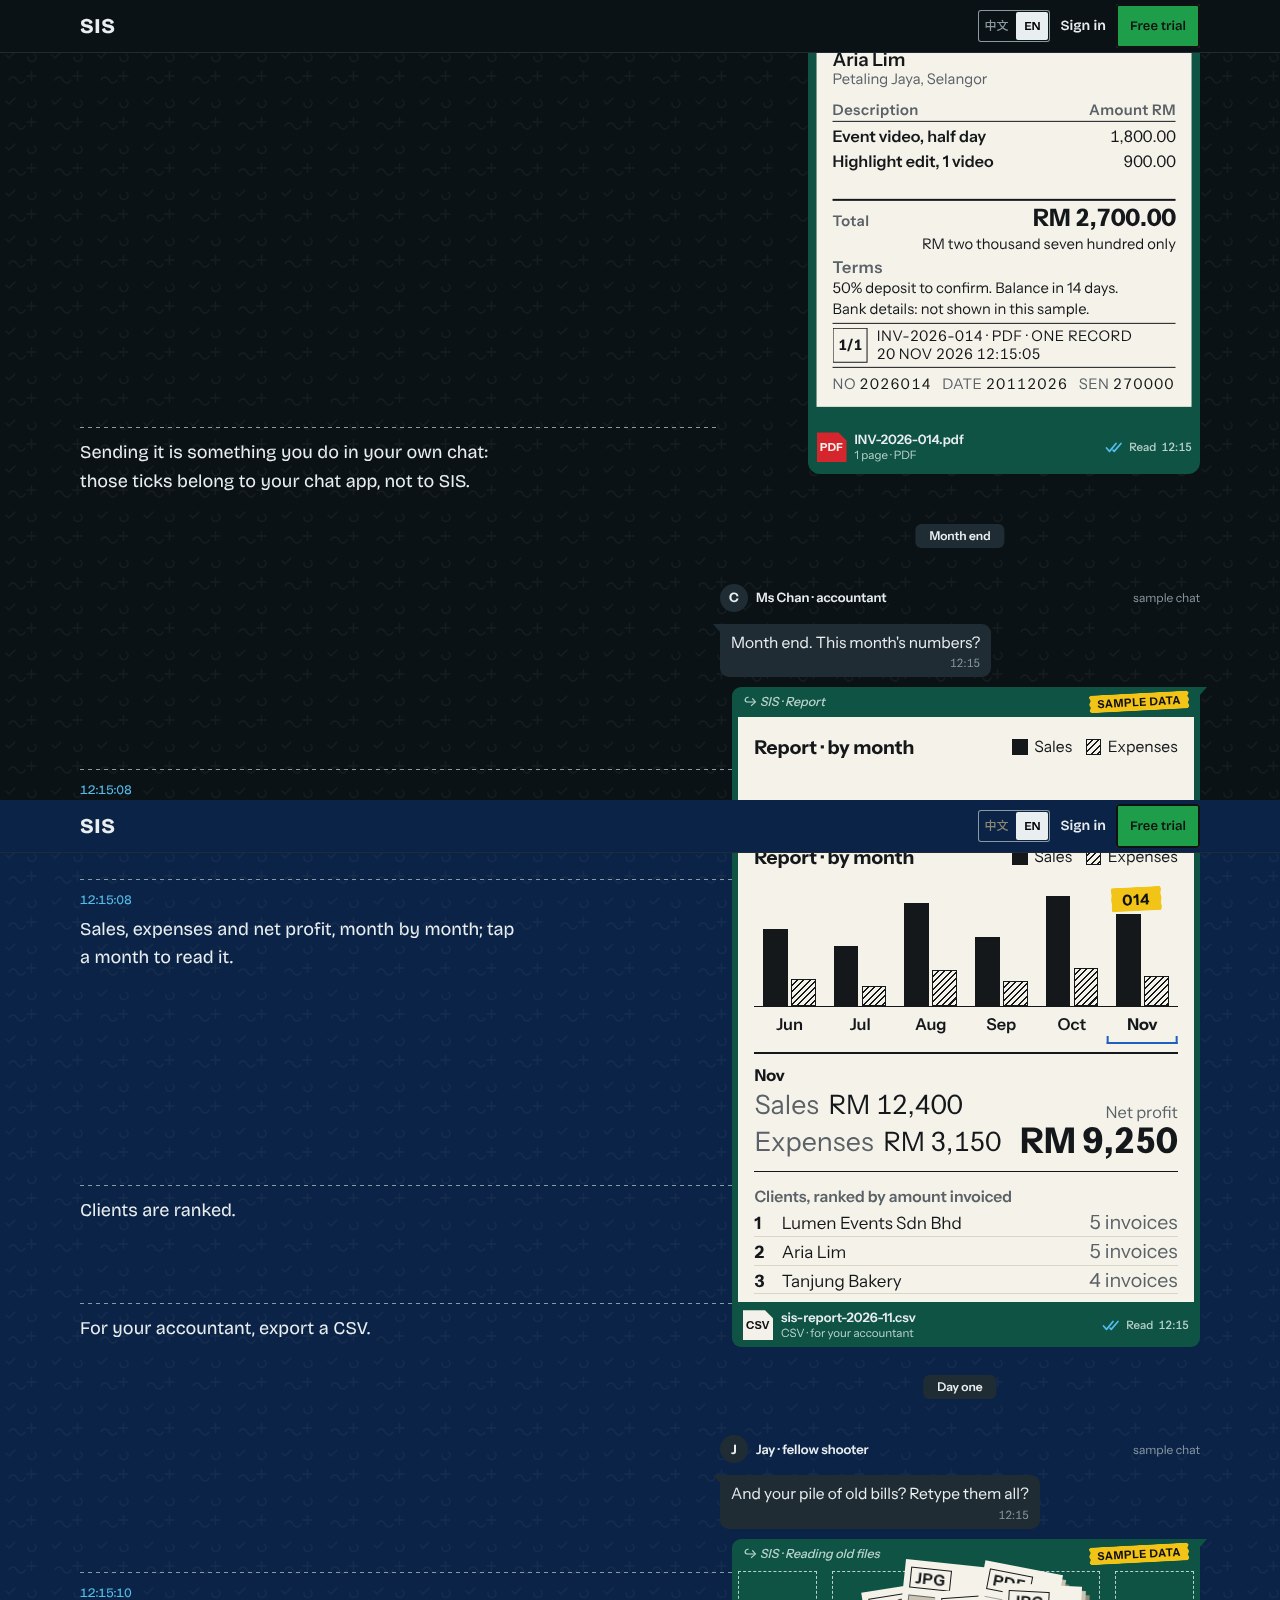 SIS
中文 EN Sign in Free trial
Aria Lim
Petaling Jaya, Selangor
Description Amount RM
Event video, half day 1,800.00
Highlight edit, 1 video 900.00
Total RM 2,700.00
RM two thousand seven hundred only
Terms
50% deposit to confirm. Balance in 14 days.
Bank details: not shown in this sample.
1/1 INV-2026-014 · PDF · ONE RECORD
20 NOV 2026 12:15:05
NO 2026014 DATE 20112026 SEN 270000
PDF INV-2026-014.pdf
1 page · PDF
Read 12:15
Sending it is something you do in your own chat:
those ticks belong to your chat app, not to SIS.
Month end
C Ms Chan · accountant sample chat
Month end. This month's numbers?
12:15
SIS · Report SAMPLE DATA
Report · by month Sales Expenses
12:15:08
SIS
中文 EN Sign in Free trial
Report · by month Sales Expenses
12:15:08
Sales, expenses and net profit, month by month; tap
a month to read it.
014
Jun Jul Aug Sep Oct Nov
Nov
Sales RM 12,400
Net profit
Expenses RM 3,150 RM 9,250
Clients are ranked.
Clients, ranked by amount invoiced
1 Lumen Events Sdn Bhd 5 invoices
2 Aria Lim 5 invoices
3 Tanjung Bakery 4 invoices
For your accountant, export a CSV.
CSV sis-report-2026-11.csv
CSV · for your accountant
Read 12:15
Day one
J Jay · fellow shooter sample chat
And your pile of old bills? Retype them all?
12:15
SIS · Reading old files SAMPLE DATA
JPG PDF
JPG
12:15:10